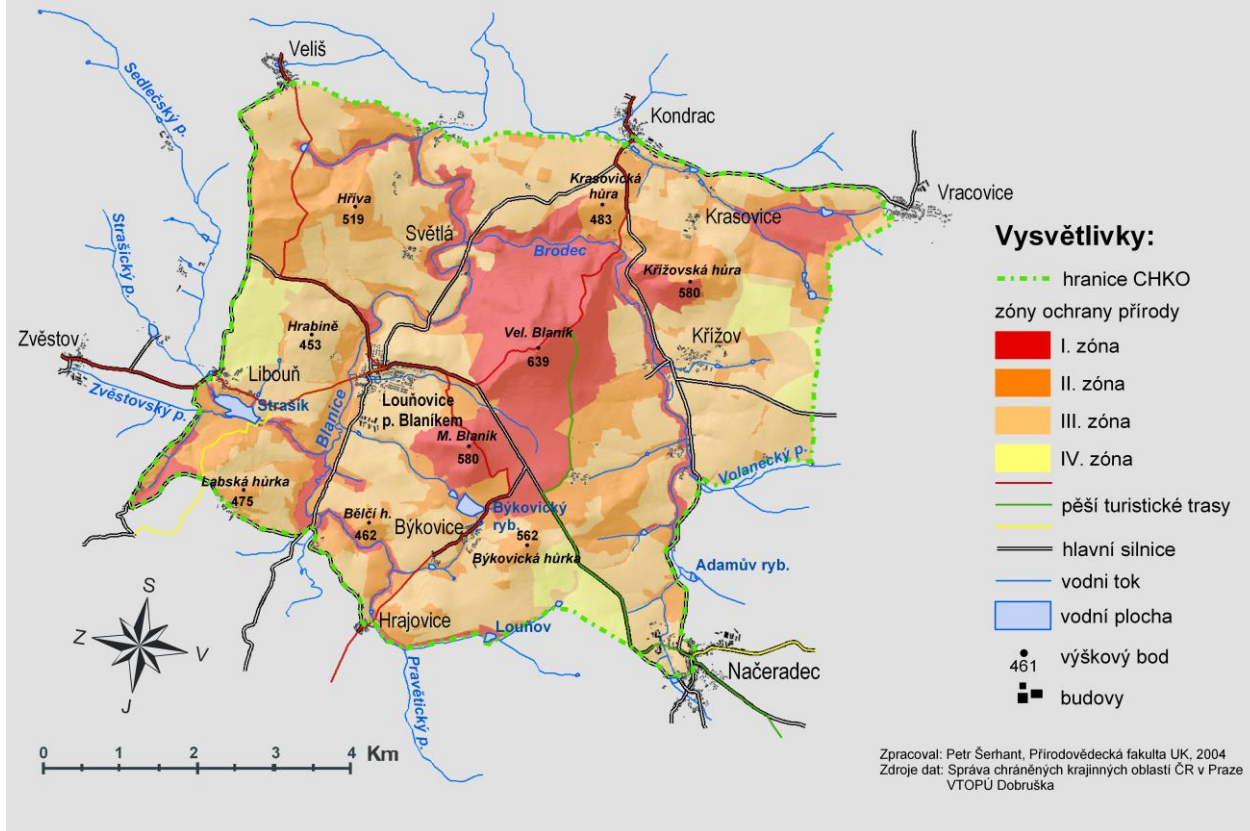 Veliš
Sedlečský p.
Kondrac
Krasovická
hůra
483
Vracovice
Hříva
519
Krasovice
Světlá
Strašický p.
Brodec
Křížovská hůra
580
Hrabině
453
Vel. Blaník
639
Křížov
Zvěstov
Libouň
Zvěstovský p.
Strašík
Blanice
Louňovice
p. Blaníkem
M. Blaník
580
Volanecký p.
Labská hůrka
475
Bělčí h.
462
Býkovice
Býkovický
ryb.
562
Býkovická hůrka
Adamův ryb.
Hrajovice
Louňov
Načeradec
Pravětický p.
S
Z
V
J
0 1 2 3 4 Km
Vysvětlivky:
hranice CHKO
zóny ochrany přírody
I. zóna
II. zóna
III. zóna
IV. zóna
pěší turistické trasy
hlavní silnice
vodni tok
vodní plocha
461 výškový bod
budovy
Zpracoval: Petr Šerhant, Přírodovědecká fakulta UK, 2004
Zdroje dat: Správa chráněných krajinných oblastí ČR v Praze
VTOPÚ Dobruška